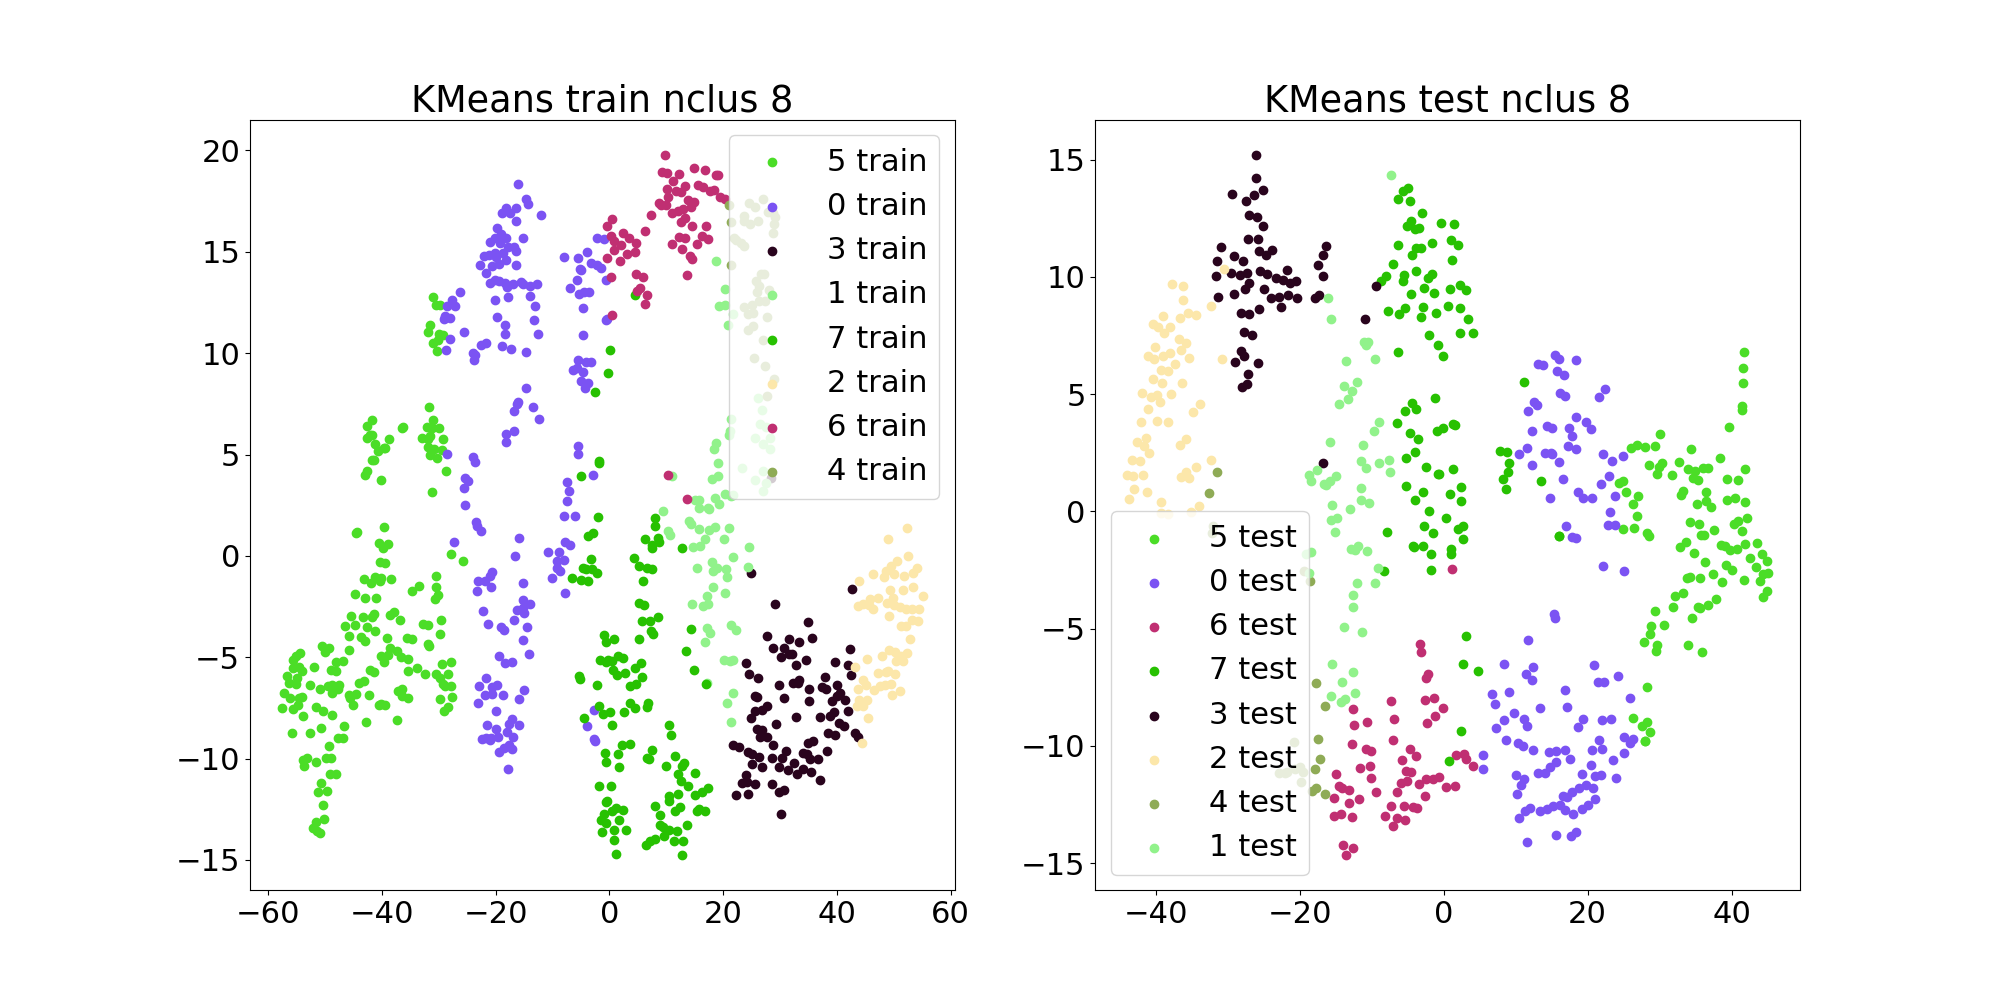 KMeans train nclus 8
20
15
10
5
0
−5
−10
−15
−60 −40 −20 0 20 40 60
5 train
0 train
3 train
1 train
7 train
2 train
6 train
4 train
KMeans test nclus 8
15
10
5
0
−5
−10
−15
−40 −20 0 20 40
5 test
0 test
6 test
7 test
3 test
2 test
4 test
1 test